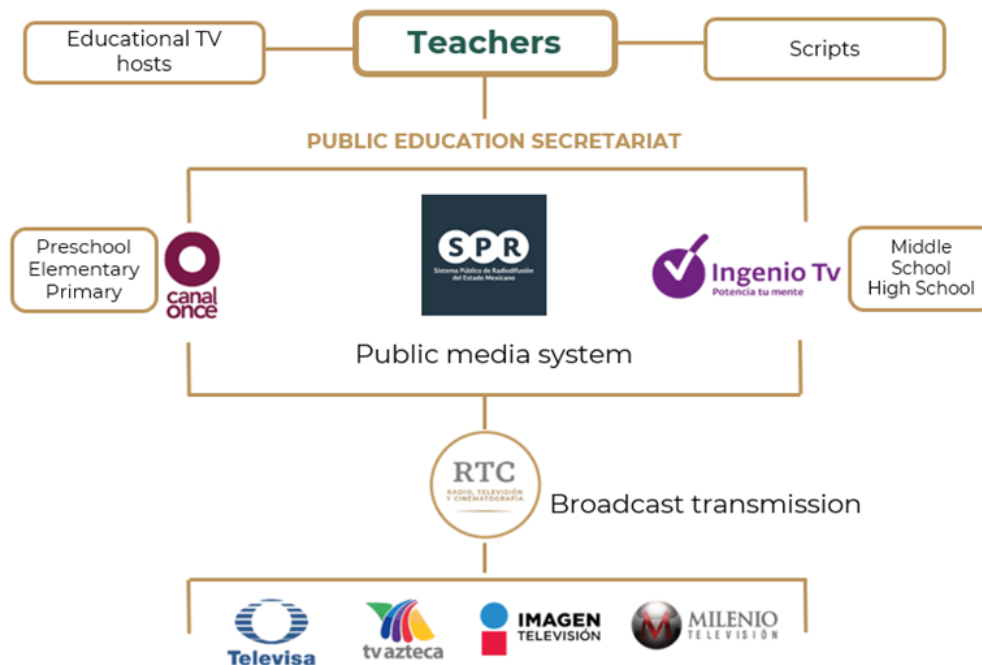 Educational TV
hosts
Teachers
Scripts
PUBLIC EDUCATION SECRETARIAT
Preschool
Elementary
Primary
canal
once
SPR
Sistema Público de Radiodifusión
del Estado Mexicano
Ingenio Tv
Potencia tu mente
Middle
School
High School
Public media system
RTC
RADIO, TELEVISIÓN
Y CINEMATOGRAFÍA
Broadcast transmission
Televisa
tv azteca
IMAGEN
TELEVISIÓN
M
MILENIO
TELEVISIÓN